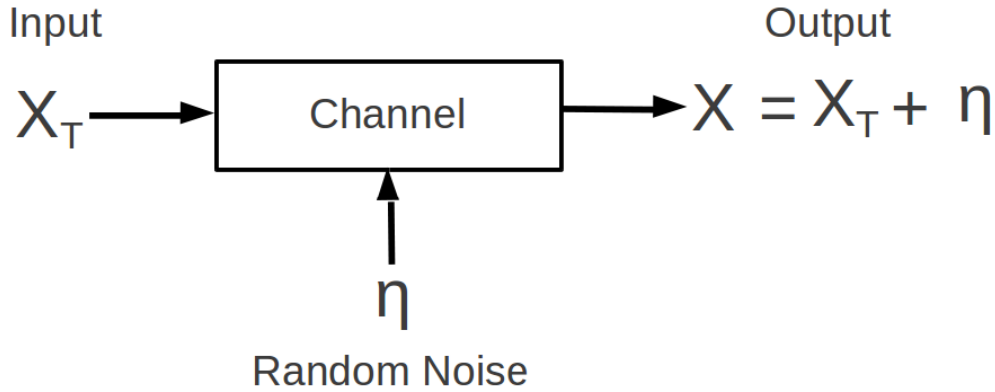 Input
Output
X_T
Channel
X = X_T + η
η
Random Noise